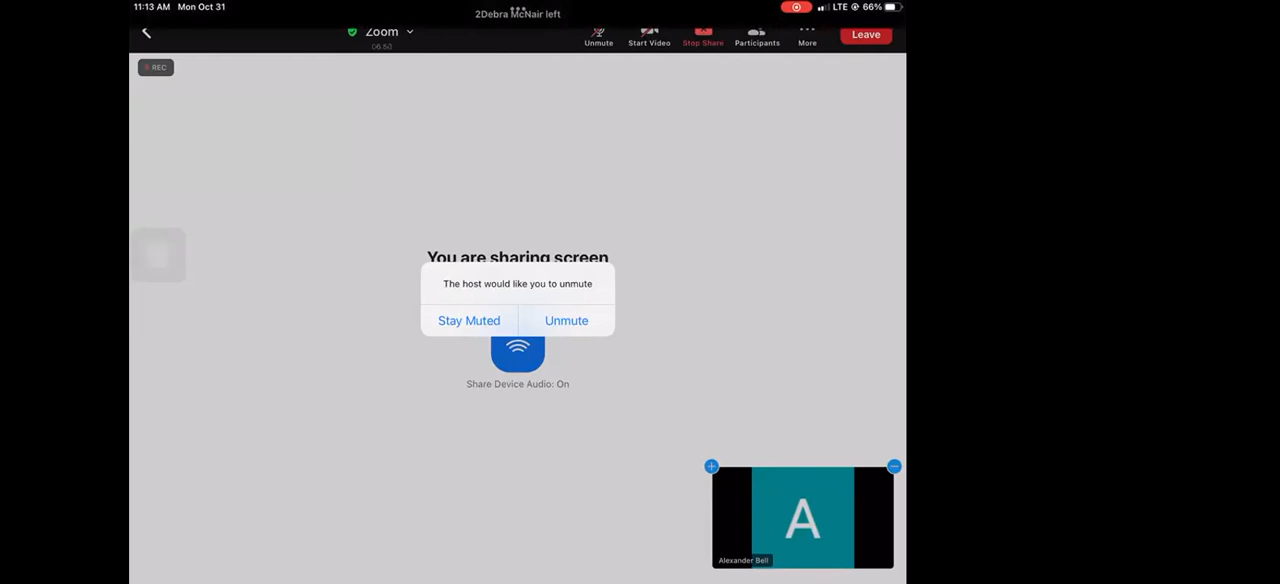 11:13 AM Mon Oct 31
LTE 66%
2Debra McNair left
Zoom
Unmute
Start Video
Stop Share
Participants
More
Leave
REC
You are sharing screen
The host would like you to unmute
Stay Muted
Unmute
Share Device Audio: On
A
Alexander Bell